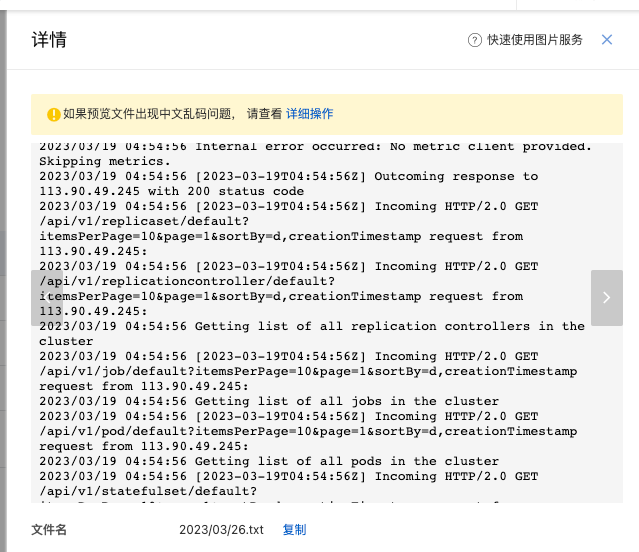 详情
快速使用图片服务
如果预览文件出现中文乱码问题， 请查看 详细操作
2023/03/19 04:54:56 Internal error occurred: No metric client provided.
Skipping metrics.
2023/03/19 04:54:56 [2023-03-19T04:54:56Z] Outcoming response to
113.90.49.245 with 200 status code
2023/03/19 04:54:56 [2023-03-19T04:54:56Z] Incoming HTTP/2.0 GET
/api/v1/replicaset/default?
itemsPerPage=10&page=1&sortBy=d,creationTimestamp request from
113.90.49.245:
2023/03/19 04:54:56 [2023-03-19T04:54:56Z] Incoming HTTP/2.0 GET
/api/v1/replicationcontroller/default?
itemsPerPage=10&page=1&sortBy=d,creationTimestamp request from
113.90.49.245:
2023/03/19 04:54:56 Getting list of all replication controllers in the
cluster
2023/03/19 04:54:56 [2023-03-19T04:54:56Z] Incoming HTTP/2.0 GET
/api/v1/job/default?itemsPerPage=10&page=1&sortBy=d,creationTimestamp
request from 113.90.49.245:
2023/03/19 04:54:56 Getting list of all jobs in the cluster
2023/03/19 04:54:56 [2023-03-19T04:54:56Z] Incoming HTTP/2.0 GET
/api/v1/pod/default?itemsPerPage=10&page=1&sortBy=d,creationTimestamp
request from 113.90.49.245:
2023/03/19 04:54:56 Getting list of all pods in the cluster
2023/03/19 04:54:56 [2023-03-19T04:54:56Z] Incoming HTTP/2.0 GET
/api/v1/statefulset/default?
文件名 2023/03/26.txt 复制